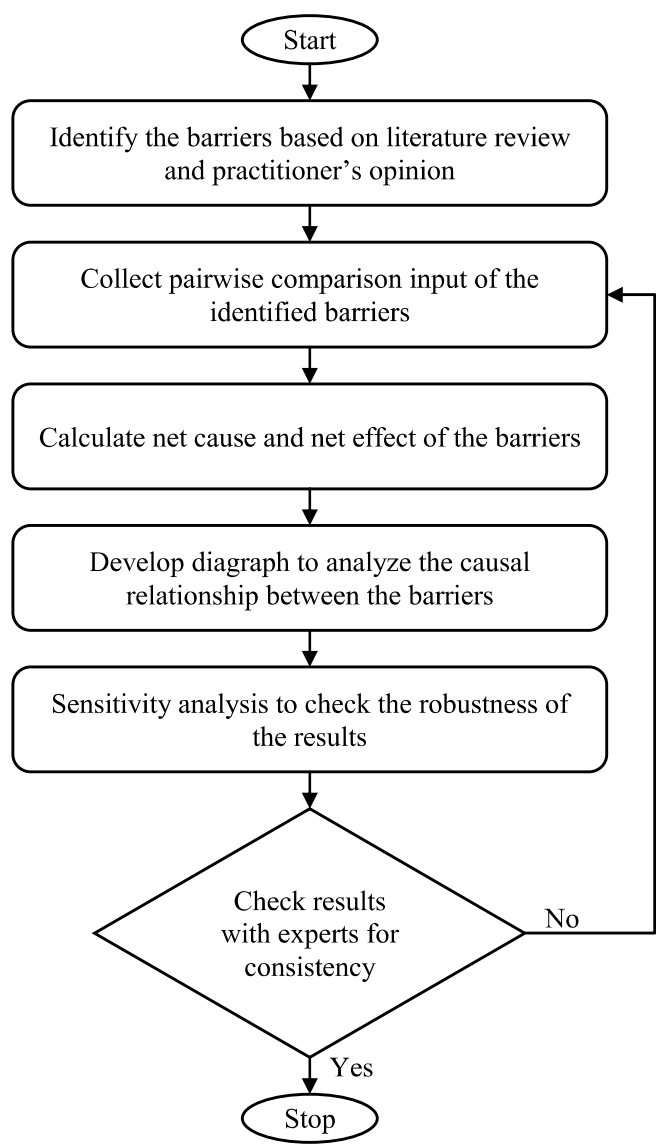 Start
Identify the barriers based on literature review
and practitioner’s opinion
Collect pairwise comparison input of the
identified barriers
Calculate net cause and net effect of the barriers
Develop diagraph to analyze the causal
relationship between the barriers
Sensitivity analysis to check the robustness of
the results
Check results
with experts for
consistency
No
Yes
Stop